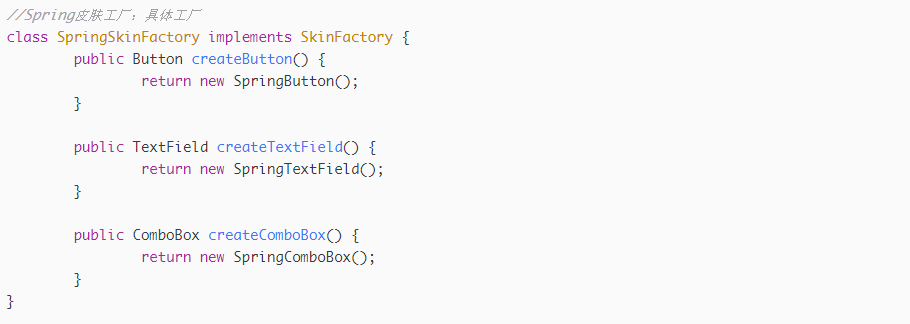 //Spring皮肤工厂：具体工厂
class SpringSkinFactory implements SkinFactory {
        public Button createButton() {
                return new SpringButton();
        }

        public TextField createTextField() {
                return new SpringTextField();
        }

        public ComboBox createComboBox() {
                return new SpringComboBox();
        }
}